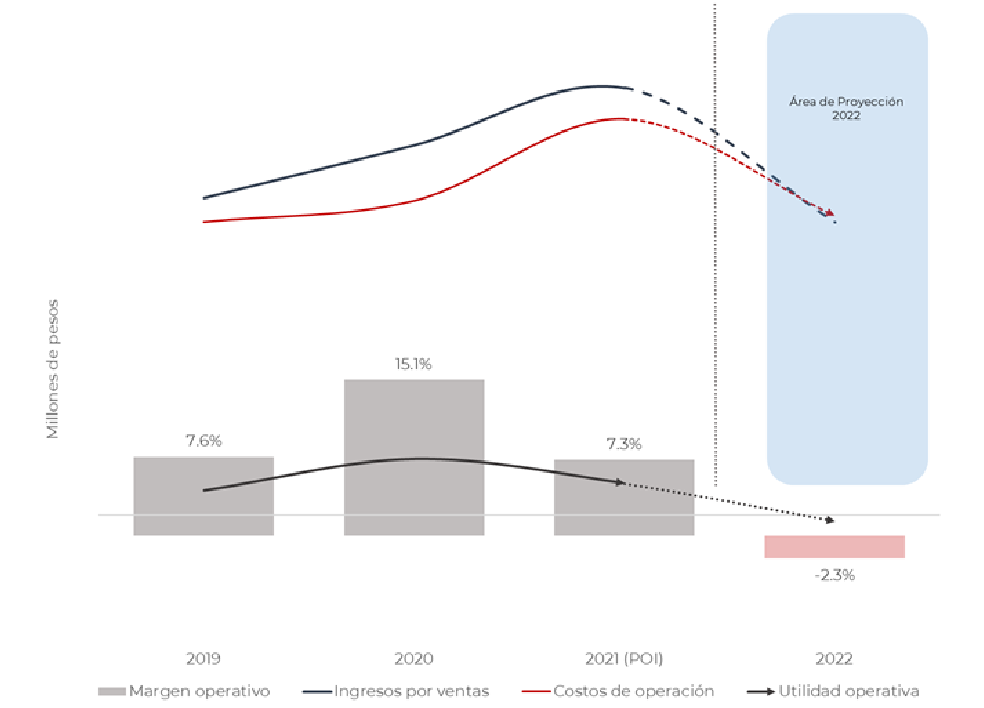 Área de Proyección
2022
Millones de pesos
15.1%
7.6%
7.3%
-2.3%
2019
2020
2021 (POI)
2022
Margen operativo
Ingresos por ventas
Costos de operación
Utilidad operativa